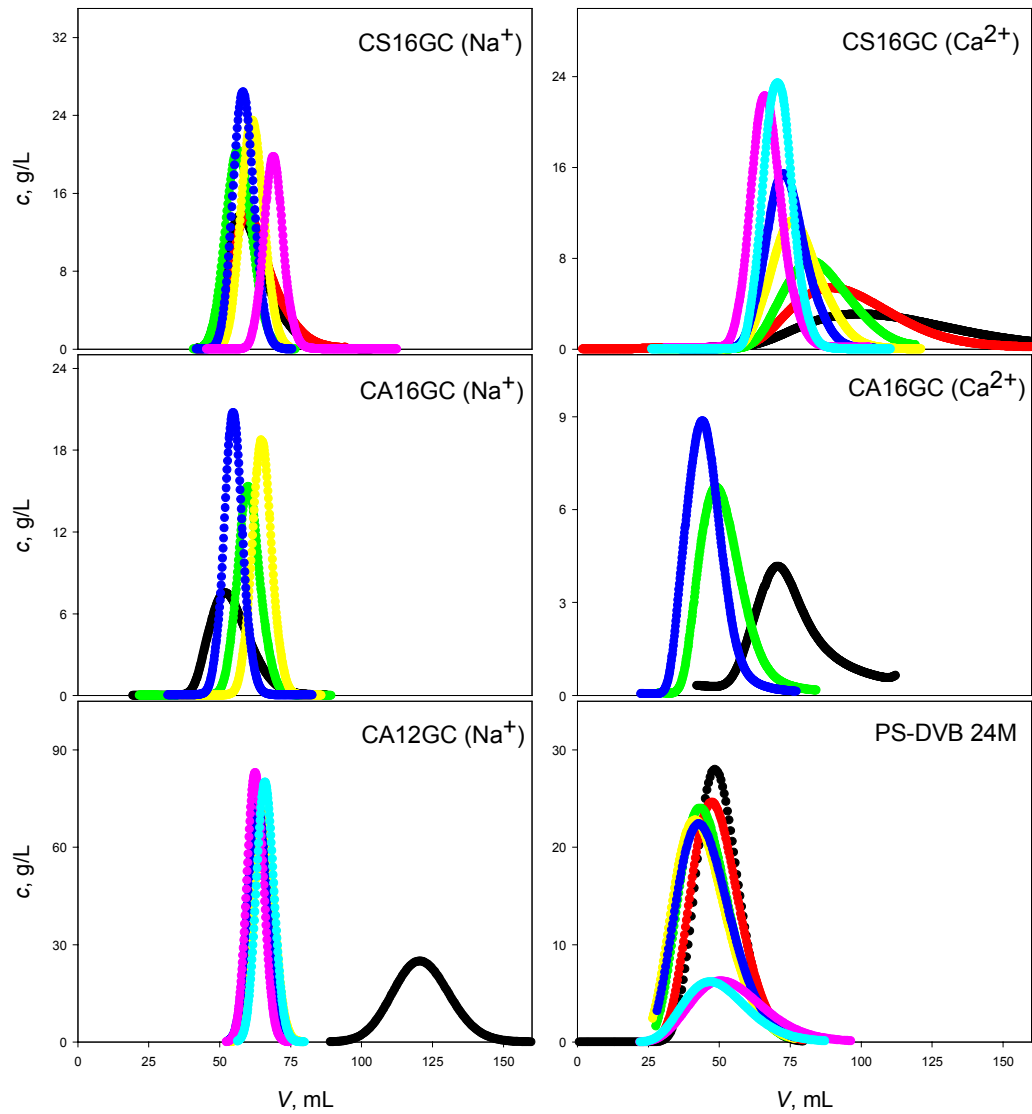 CS16GC (Na⁺)
CS16GC (Ca²⁺)
32
24
16
8
0
c, g/L
24
16
8
0
CA16GC (Na⁺)
CA16GC (Ca²⁺)
24
18
12
6
0
c, g/L
9
6
3
0
CA12GC (Na⁺)
PS-DVB 24M
90
60
30
0
c, g/L
30
20
10
0
0 25 50 75 100 125 150
0 25 50 75 100 125 150
V, mL
V, mL